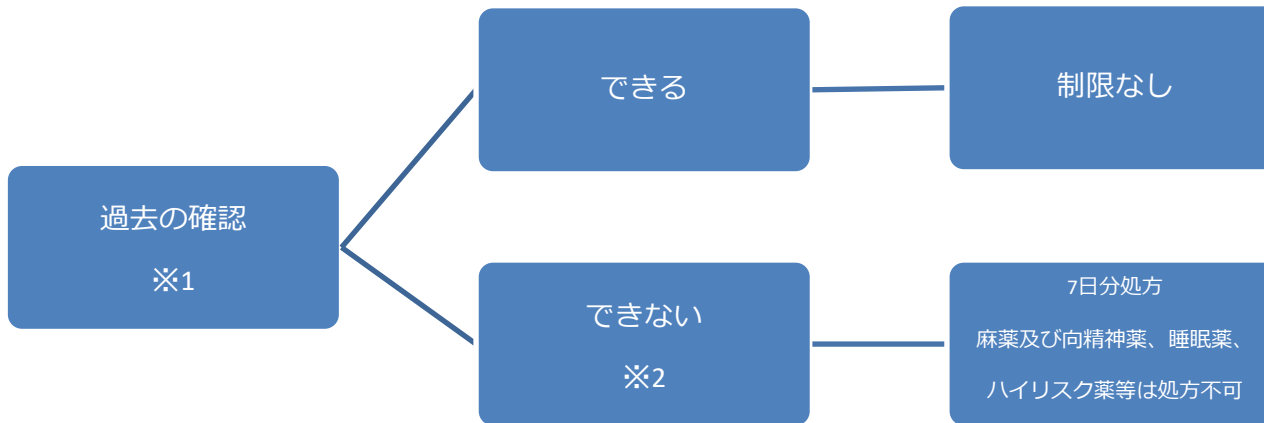 過去の確認
※1
できる
制限なし
できない
※2
7日分処方
麻薬及び向精神薬、睡眠薬、
ハイリスク薬等は処方不可